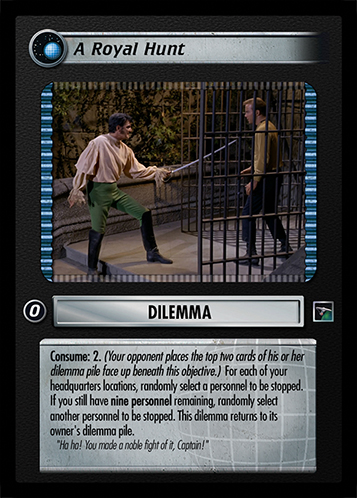 A Royal Hunt
0
DILEMMA
Consume: 2. (Your opponent places the top two cards of his or her
dilemma pile face up beneath this objective.) For each of your
headquarters locations, randomly select a personnel to be stopped.
If you still have nine personnel remaining, randomly select
another personnel to be stopped. This dilemma returns to its
owner's dilemma pile.
"Ha ha! You made a noble fight of it, Captain!"